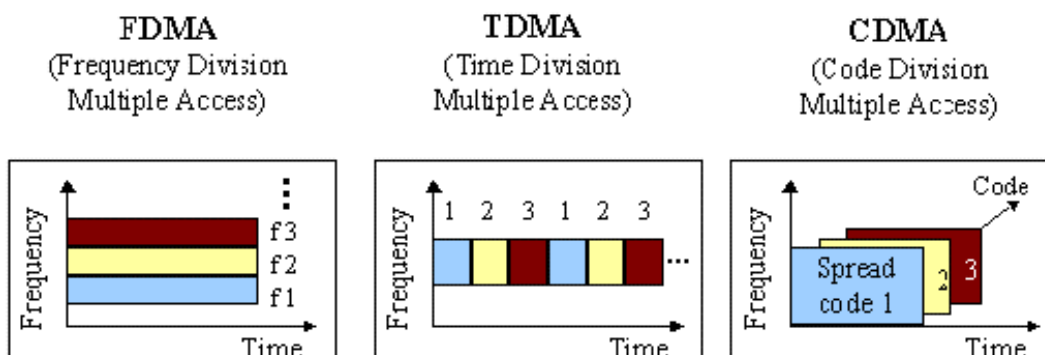 FDMA
(Frequency Division
Multiple Access)
TDMA
(Time Division
Multiple Access)
CDMA
(Code Division
Multiple Access)
Frequency
f3
f2
f1
Time
Frequency
1 2 3 1 2 3
...
Time
Frequency
Code
Spread
code 1
2
3
Time